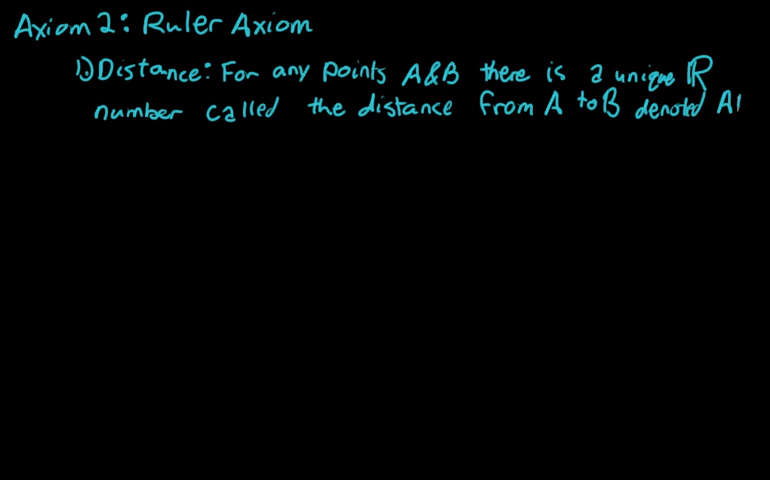 Axiom 2: Ruler Axiom
1) Distance: For any points A&B there is a unique ℝ
number called the distance from A to B denoted